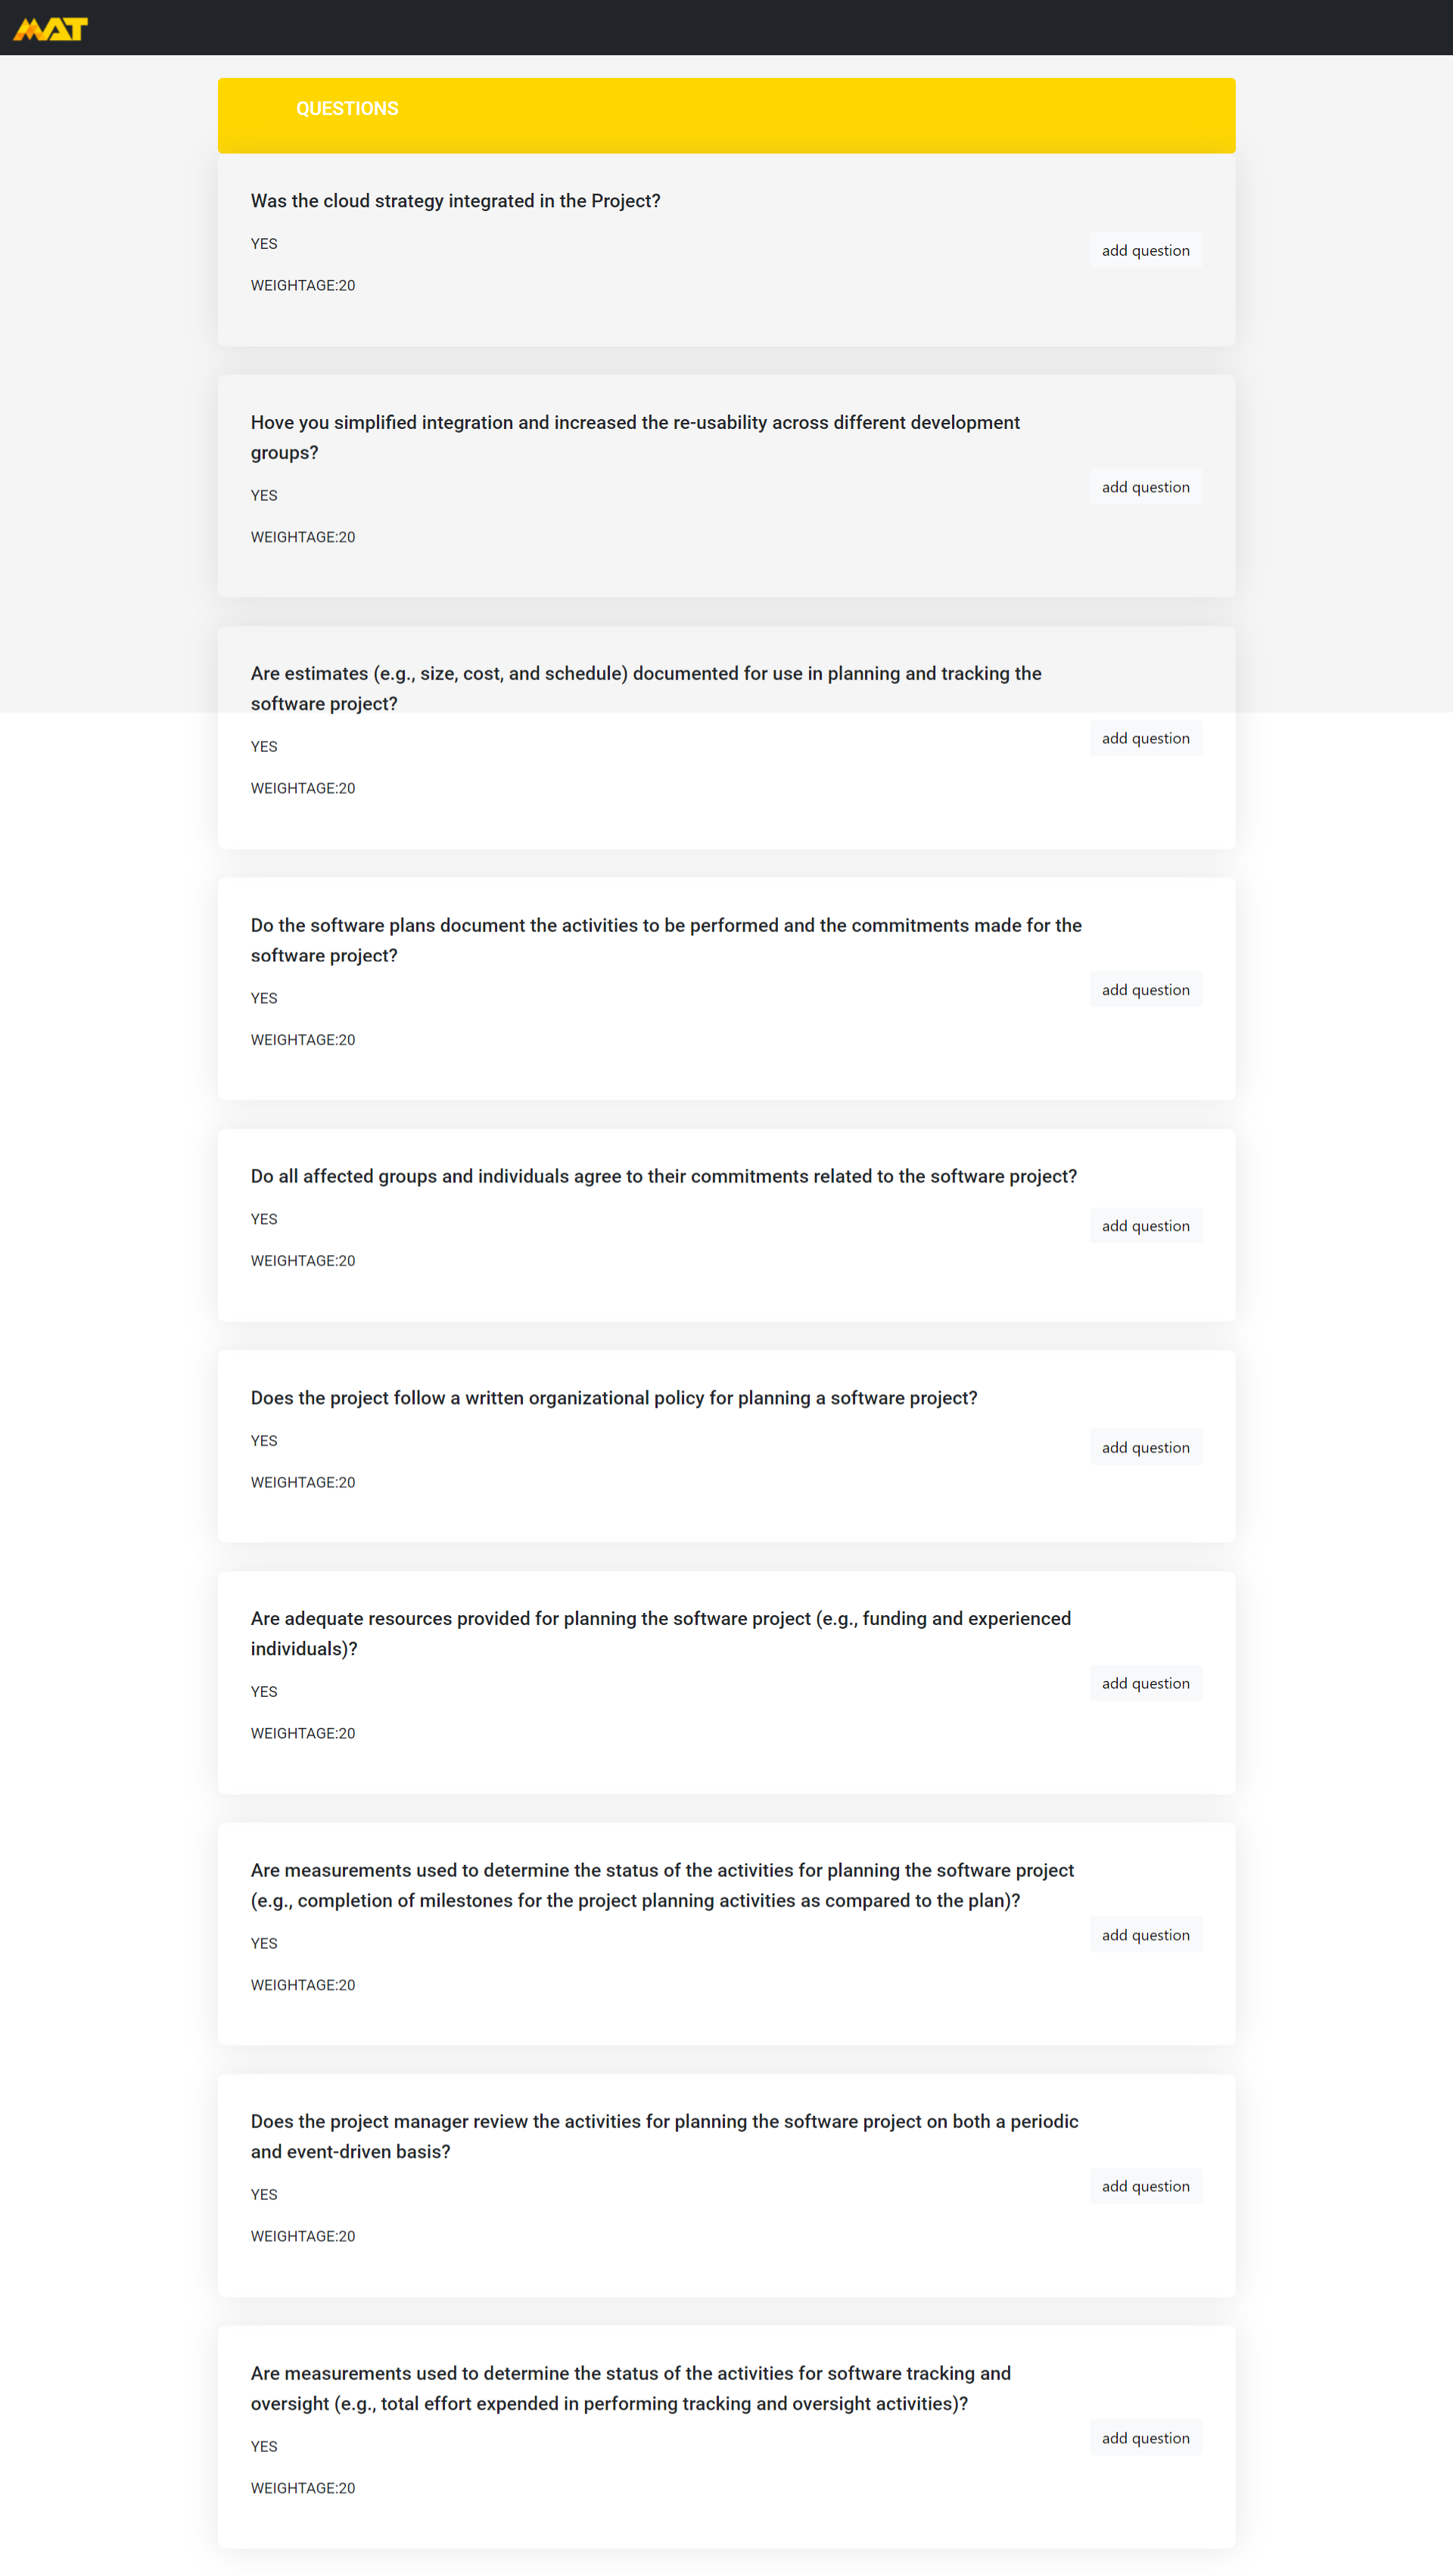 MAT
QUESTIONS
Was the cloud strategy integrated in the Project?
YES
add question
WEIGHTAGE:20
Hove you simplified integration and increased the re-usability across different development
groups?
add question
YES
WEIGHTAGE:20
Are estimates (e.g., size, cost, and schedule) documented for use in planning and tracking the
software project?
add question
YES
WEIGHTAGE:20
Do the software plans document the activities to be performed and the commitments made for the
software project?
add question
YES
WEIGHTAGE:20
Do all affected groups and individuals agree to their commitments related to the software project?
YES
add question
WEIGHTAGE:20
Does the project follow a written organizational policy for planning a software project?
YES
add question
WEIGHTAGE:20
Are adequate resources provided for planning the software project (e.g., funding and experienced
individuals)?
add question
YES
WEIGHTAGE:20
Are measurements used to determine the status of the activities for planning the software project
(e.g., completion of milestones for the project planning activities as compared to the plan)?
add question
YES
WEIGHTAGE:20
Does the project manager review the activities for planning the software project on both a periodic
and event-driven basis?
add question
YES
WEIGHTAGE:20
Are measurements used to determine the status of the activities for software tracking and
oversight (e.g., total effort expended in performing tracking and oversight activities)?
add question
YES
WEIGHTAGE:20